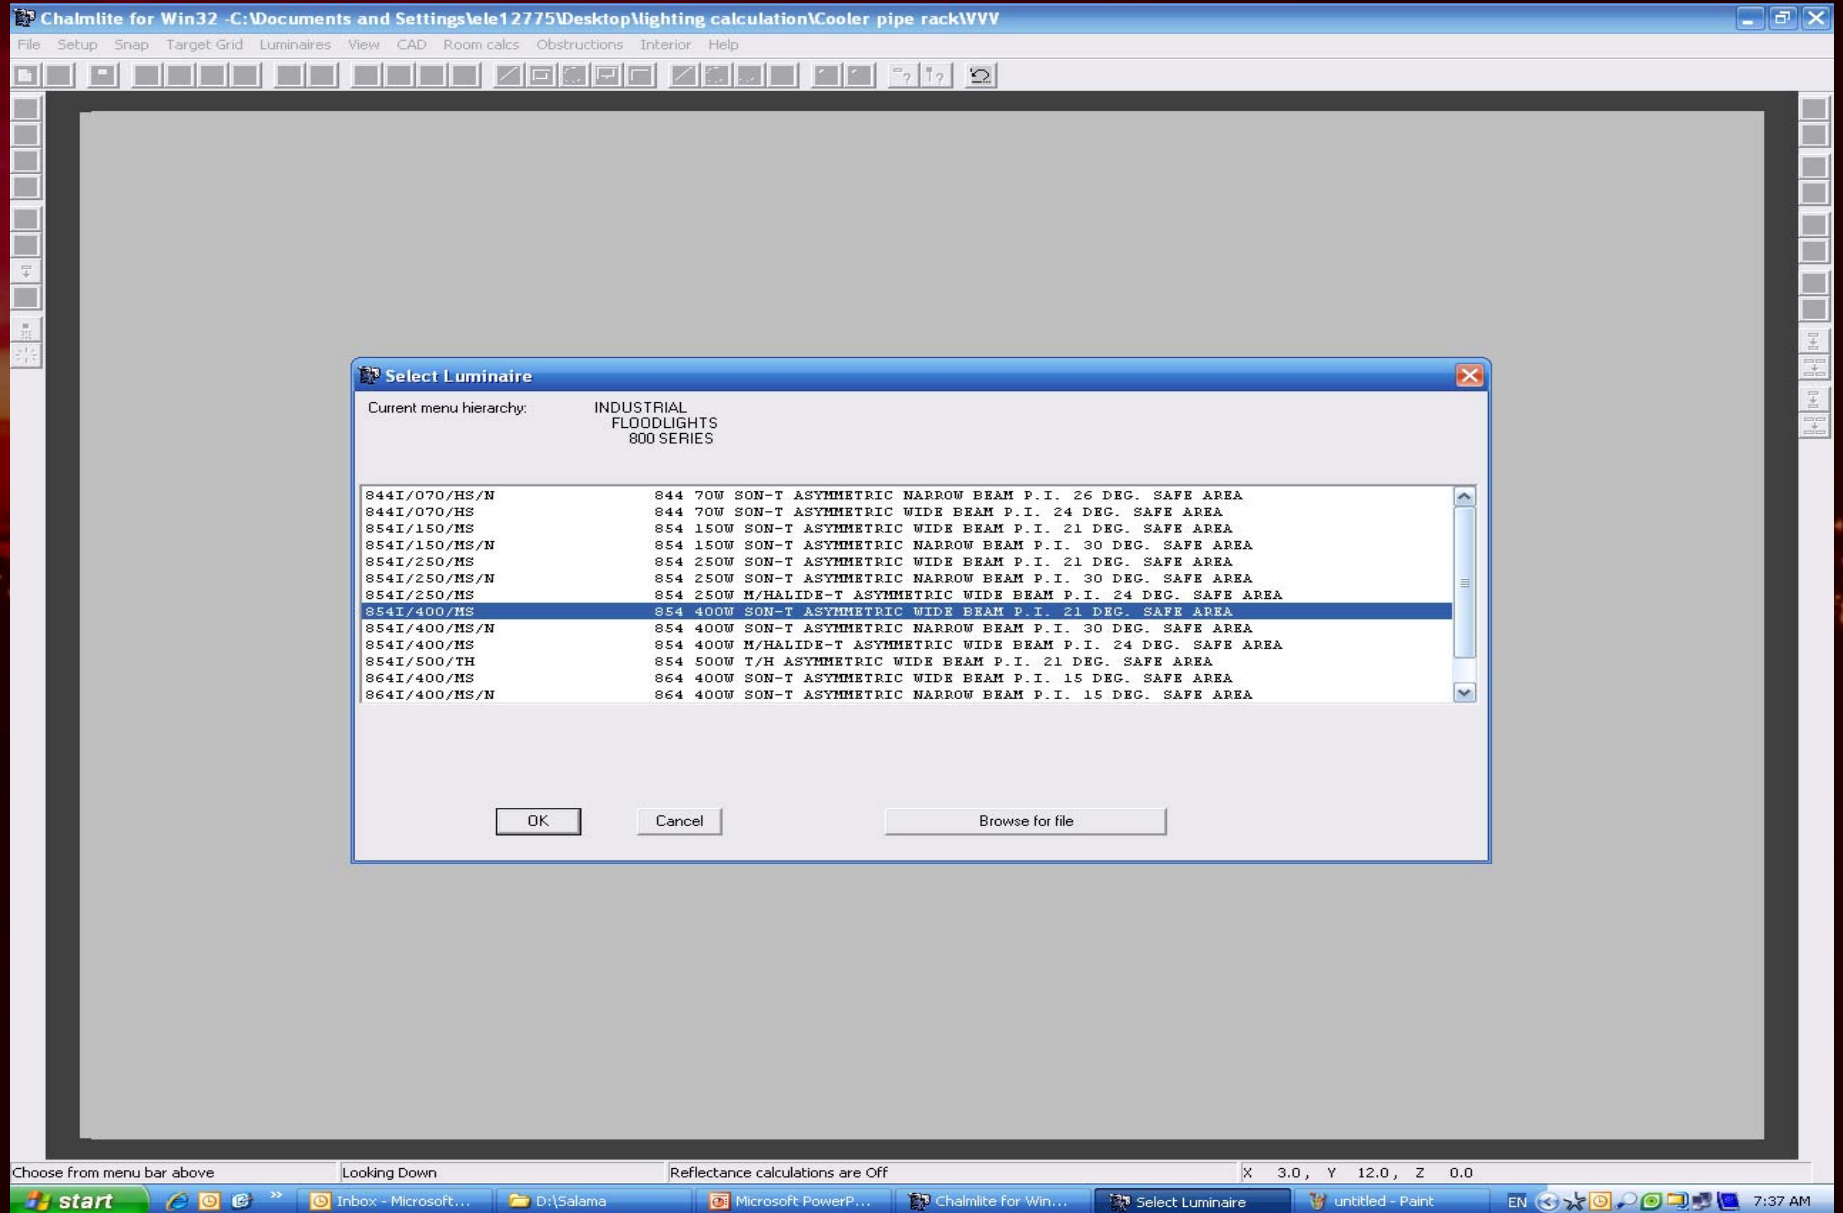 Chalmlite for Win32 -C:\Documents and Settings\ele12775\Desktop\lighting calculation\Cooler pipe rack\VVV
File Setup Snap Target Grid Luminaires View CAD Room calcs Obstructions Interior Help
Select Luminaire
Current menu hierarchy: INDUSTRIAL
FLOODLIGHTS
800 SERIES
844I/070/HS/N 844 70W SON-T ASYMMETRIC NARROW BEAM P.I. 26 DEG. SAFE AREA
844I/070/HS 844 70W SON-T ASYMMETRIC WIDE BEAM P.I. 24 DEG. SAFE AREA
854I/150/MS 854 150W SON-T ASYMMETRIC WIDE BEAM P.I. 21 DEG. SAFE AREA
854I/150/MS/N 854 150W SON-T ASYMMETRIC NARROW BEAM P.I. 30 DEG. SAFE AREA
854I/250/MS 854 250W SON-T ASYMMETRIC WIDE BEAM P.I. 21 DEG. SAFE AREA
854I/250/MS/N 854 250W SON-T ASYMMETRIC NARROW BEAM P.I. 30 DEG. SAFE AREA
854I/250/MS 854 250W M/HALIDE-T ASYMMETRIC WIDE BEAM P.I. 24 DEG. SAFE AREA
854I/400/MS 854 400W SON-T ASYMMETRIC WIDE BEAM P.I. 21 DEG. SAFE AREA
854I/400/MS/N 854 400W SON-T ASYMMETRIC NARROW BEAM P.I. 30 DEG. SAFE AREA
854I/400/MS 854 400W M/HALIDE-T ASYMMETRIC WIDE BEAM P.I. 24 DEG. SAFE AREA
854I/500/TH 854 500W T/H ASYMMETRIC WIDE BEAM P.I. 21 DEG. SAFE AREA
864I/400/MS 864 400W SON-T ASYMMETRIC WIDE BEAM P.I. 15 DEG. SAFE AREA
864I/400/MS/N 864 400W SON-T ASYMMETRIC NARROW BEAM P.I. 15 DEG. SAFE AREA
OK Cancel Browse for file
Choose from menu bar above Looking Down Reflectance calculations are Off X 3.0 , Y 12.0 , Z 0.0
start Inbox - Microsoft... D:\Salama Microsoft PowerP... Chalmlite for Win... Select Luminaire untitled - Paint EN 7:37 AM